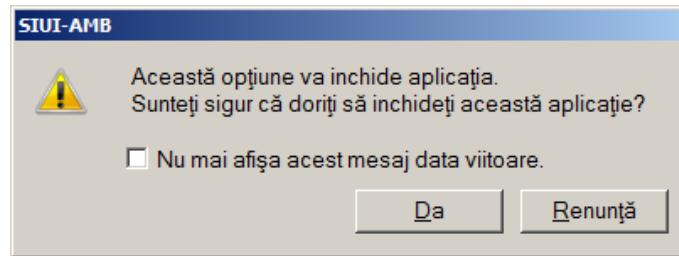 SIUI-AMB
Această opţiune va inchide aplicaţia.
Sunteţi sigur că doriţi să inchideţi această aplicaţie?
Nu mai afişa acest mesaj data viitoare.
Da Renunţă